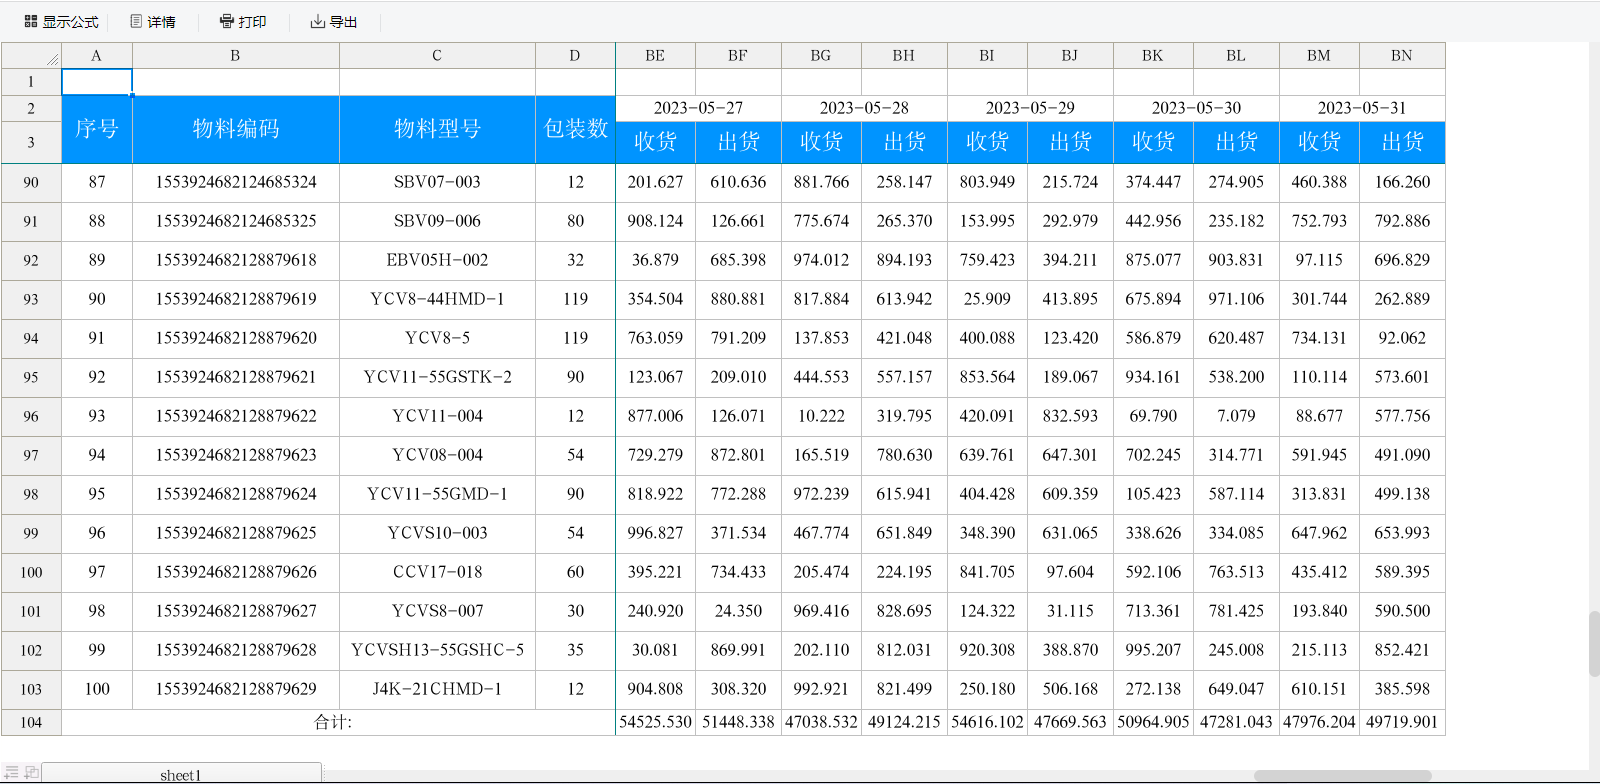 显示公式 详情 打印 导出
A B C D BE BF BG BH BI BJ BK BL BM BN
1
2 序号 物料编码 物料型号 包装数 2023-05-27 2023-05-28 2023-05-29 2023-05-30 2023-05-31
3 收货 出货 收货 出货 收货 出货 收货 出货 收货 出货
90 87 1553924682124685324 SBV07-003 12 201.627 610.636 881.766 258.147 803.949 215.724 374.447 274.905 460.388 166.260
91 88 1553924682124685325 SBV09-006 80 908.124 126.661 775.674 265.370 153.995 292.979 442.956 235.182 752.793 792.886
92 89 1553924682128879618 EBV05H-002 32 36.879 685.398 974.012 894.193 759.423 394.211 875.077 903.831 97.115 696.829
93 90 1553924682128879619 YCV8-44HMD-1 119 354.504 880.881 817.884 613.942 25.909 413.895 675.894 971.106 301.744 262.889
94 91 1553924682128879620 YCV8-5 119 763.059 791.209 137.853 421.048 400.088 123.420 586.879 620.487 734.131 92.062
95 92 1553924682128879621 YCV11-55GSTK-2 90 123.067 209.010 444.553 557.157 853.564 189.067 934.161 538.200 110.114 573.601
96 93 1553924682128879622 YCV11-004 12 877.006 126.071 10.222 319.795 420.091 832.593 69.790 7.079 88.677 577.756
97 94 1553924682128879623 YCV08-004 54 729.279 872.801 165.519 780.630 639.761 647.301 702.245 314.771 591.945 491.090
98 95 1553924682128879624 YCV11-55GMD-1 90 818.922 772.288 972.239 615.941 404.428 609.359 105.423 587.114 313.831 499.138
99 96 1553924682128879625 YCVS10-003 54 996.827 371.534 467.774 651.849 348.390 631.065 338.626 334.085 647.962 653.993
100 97 1553924682128879626 CCV17-018 60 395.221 734.433 205.474 224.195 841.705 97.604 592.106 763.513 435.412 589.395
101 98 1553924682128879627 YCVS8-007 30 240.920 24.350 969.416 828.695 124.322 31.115 713.361 781.425 193.840 590.500
102 99 1553924682128879628 YCVSH13-55GSHC-5 35 30.081 869.991 202.110 812.031 920.308 388.870 995.207 245.008 215.113 852.421
103 100 1553924682128879629 J4K-21CHMD-1 12 904.808 308.320 992.921 821.499 250.180 506.168 272.138 649.047 610.151 385.598
104 合计: 54525.530 51448.338 47038.532 49124.215 54616.102 47669.563 50964.905 47281.043 47976.204 49719.901
sheet1